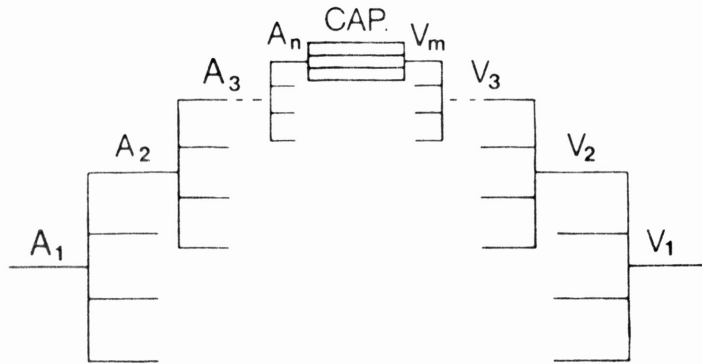 CAP.
Aₙ Vₘ
A₃ V₃
A₂ V₂
A₁ V₁